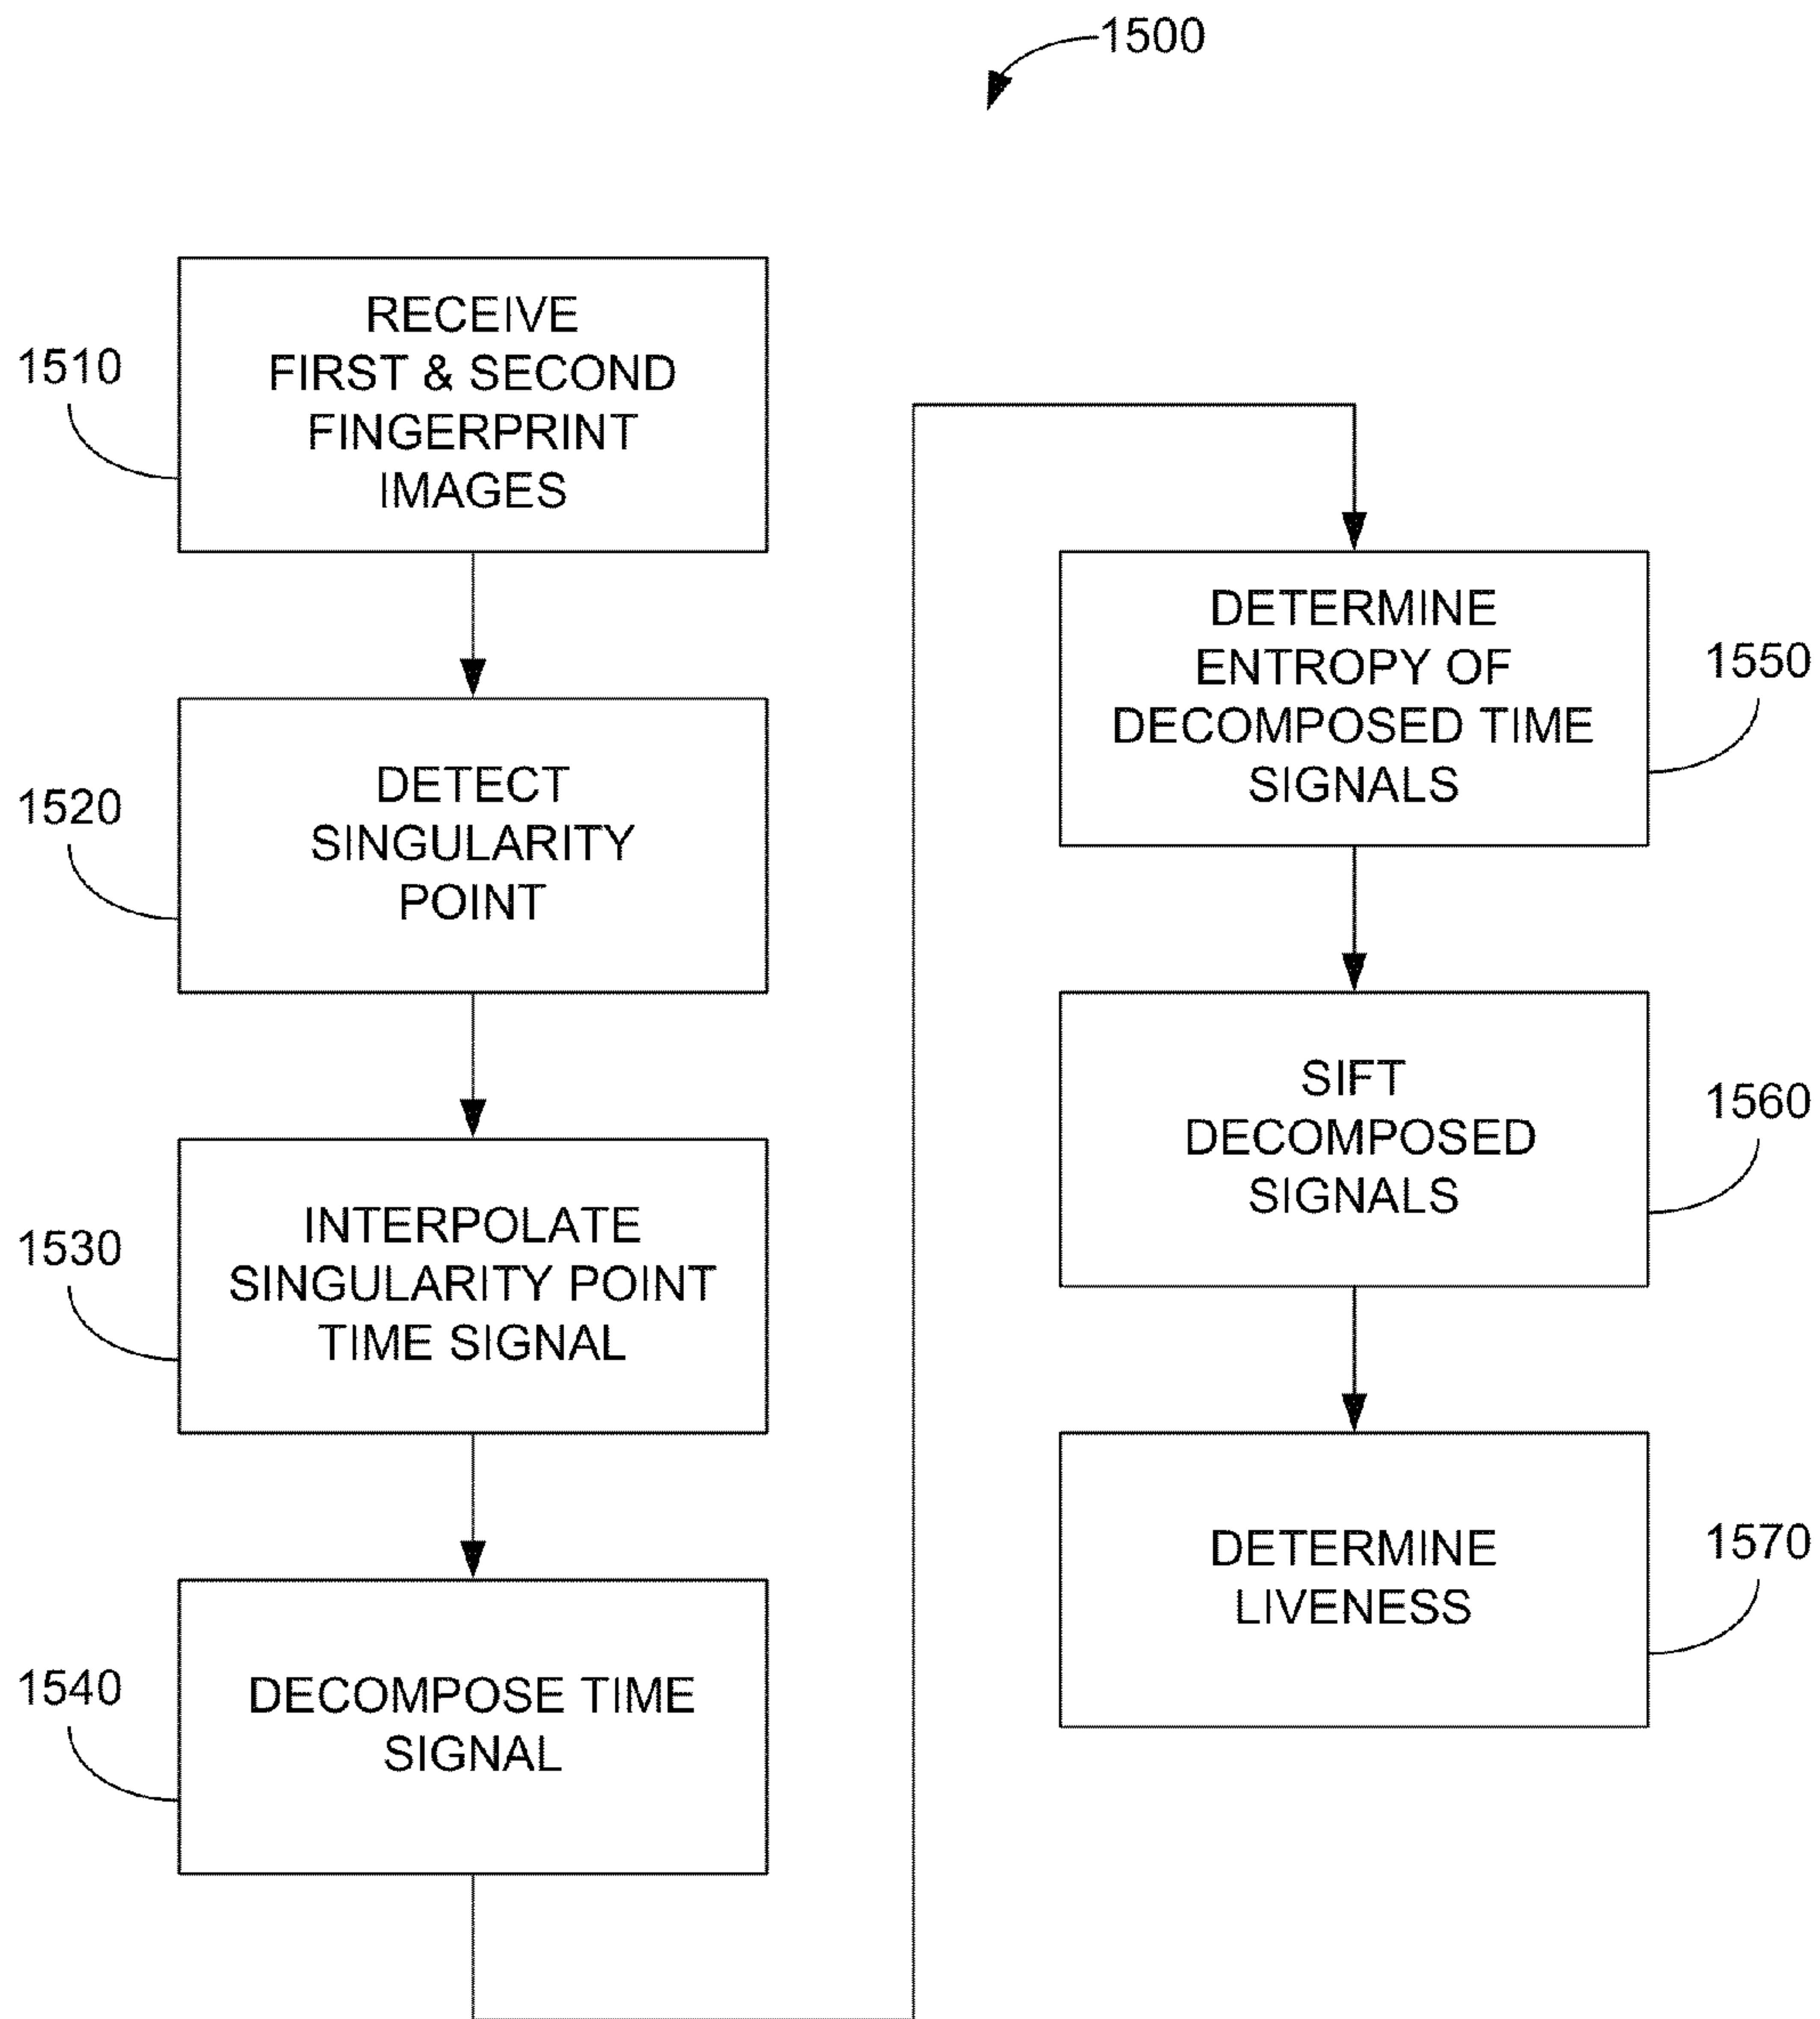 1500
1510
RECEIVE
FIRST & SECOND
FINGERPRINT
IMAGES
1520
DETECT
SINGULARITY
POINT
1530
INTERPOLATE
SINGULARITY POINT
TIME SIGNAL
1540
DECOMPOSE TIME
SIGNAL
DETERMINE
ENTROPY OF
DECOMPOSED TIME
SIGNALS
1550
SIFT
DECOMPOSED
SIGNALS
1560
DETERMINE
LIVENESS
1570